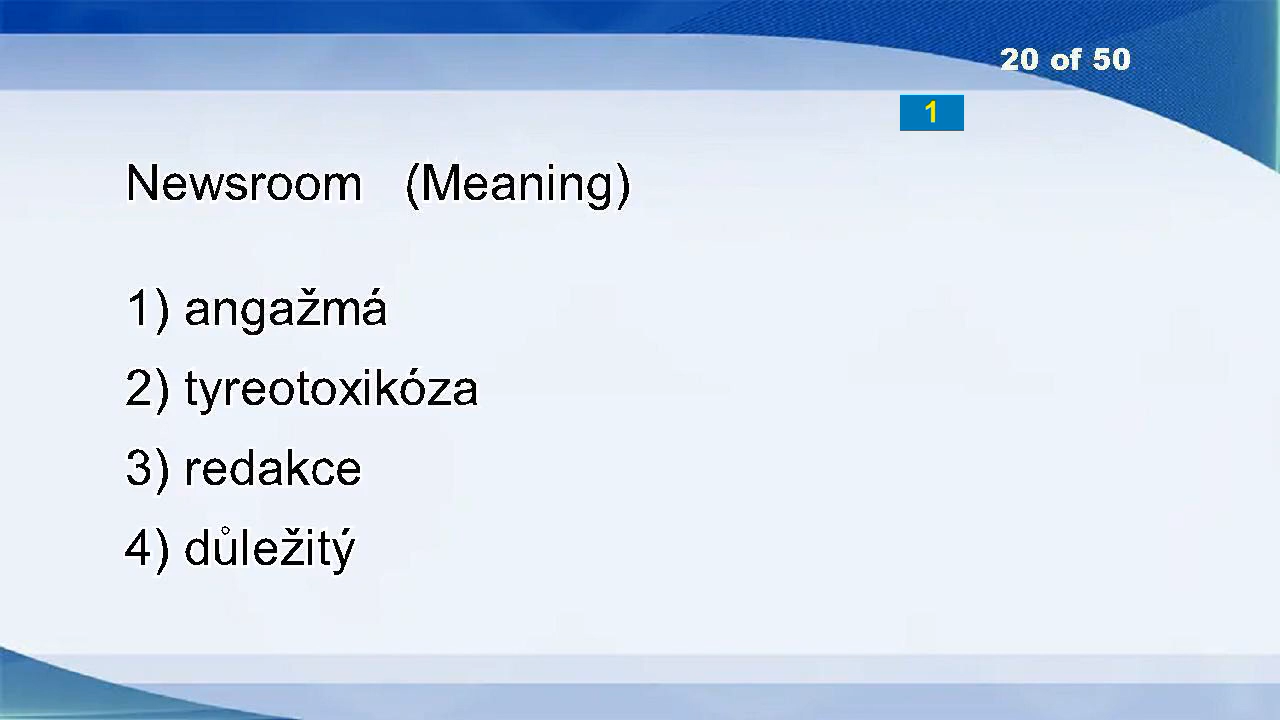 20 of 50
1
Newsroom (Meaning)
1) angažmá
2) tyreotoxikóza
3) redakce
4) důležitý